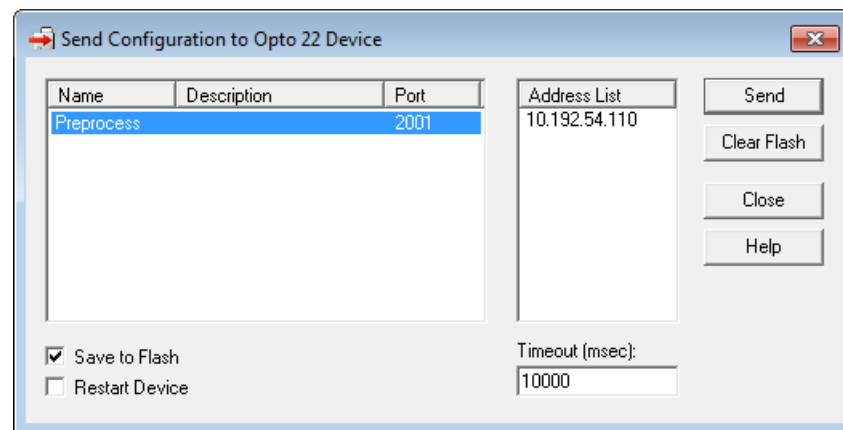 Send Configuration to Opto 22 Device
Name Description Port
Preprocess 2001
Address List
10.192.54.110
Send
Clear Flash
Close
Help
Save to Flash
Restart Device
Timeout (msec):
10000